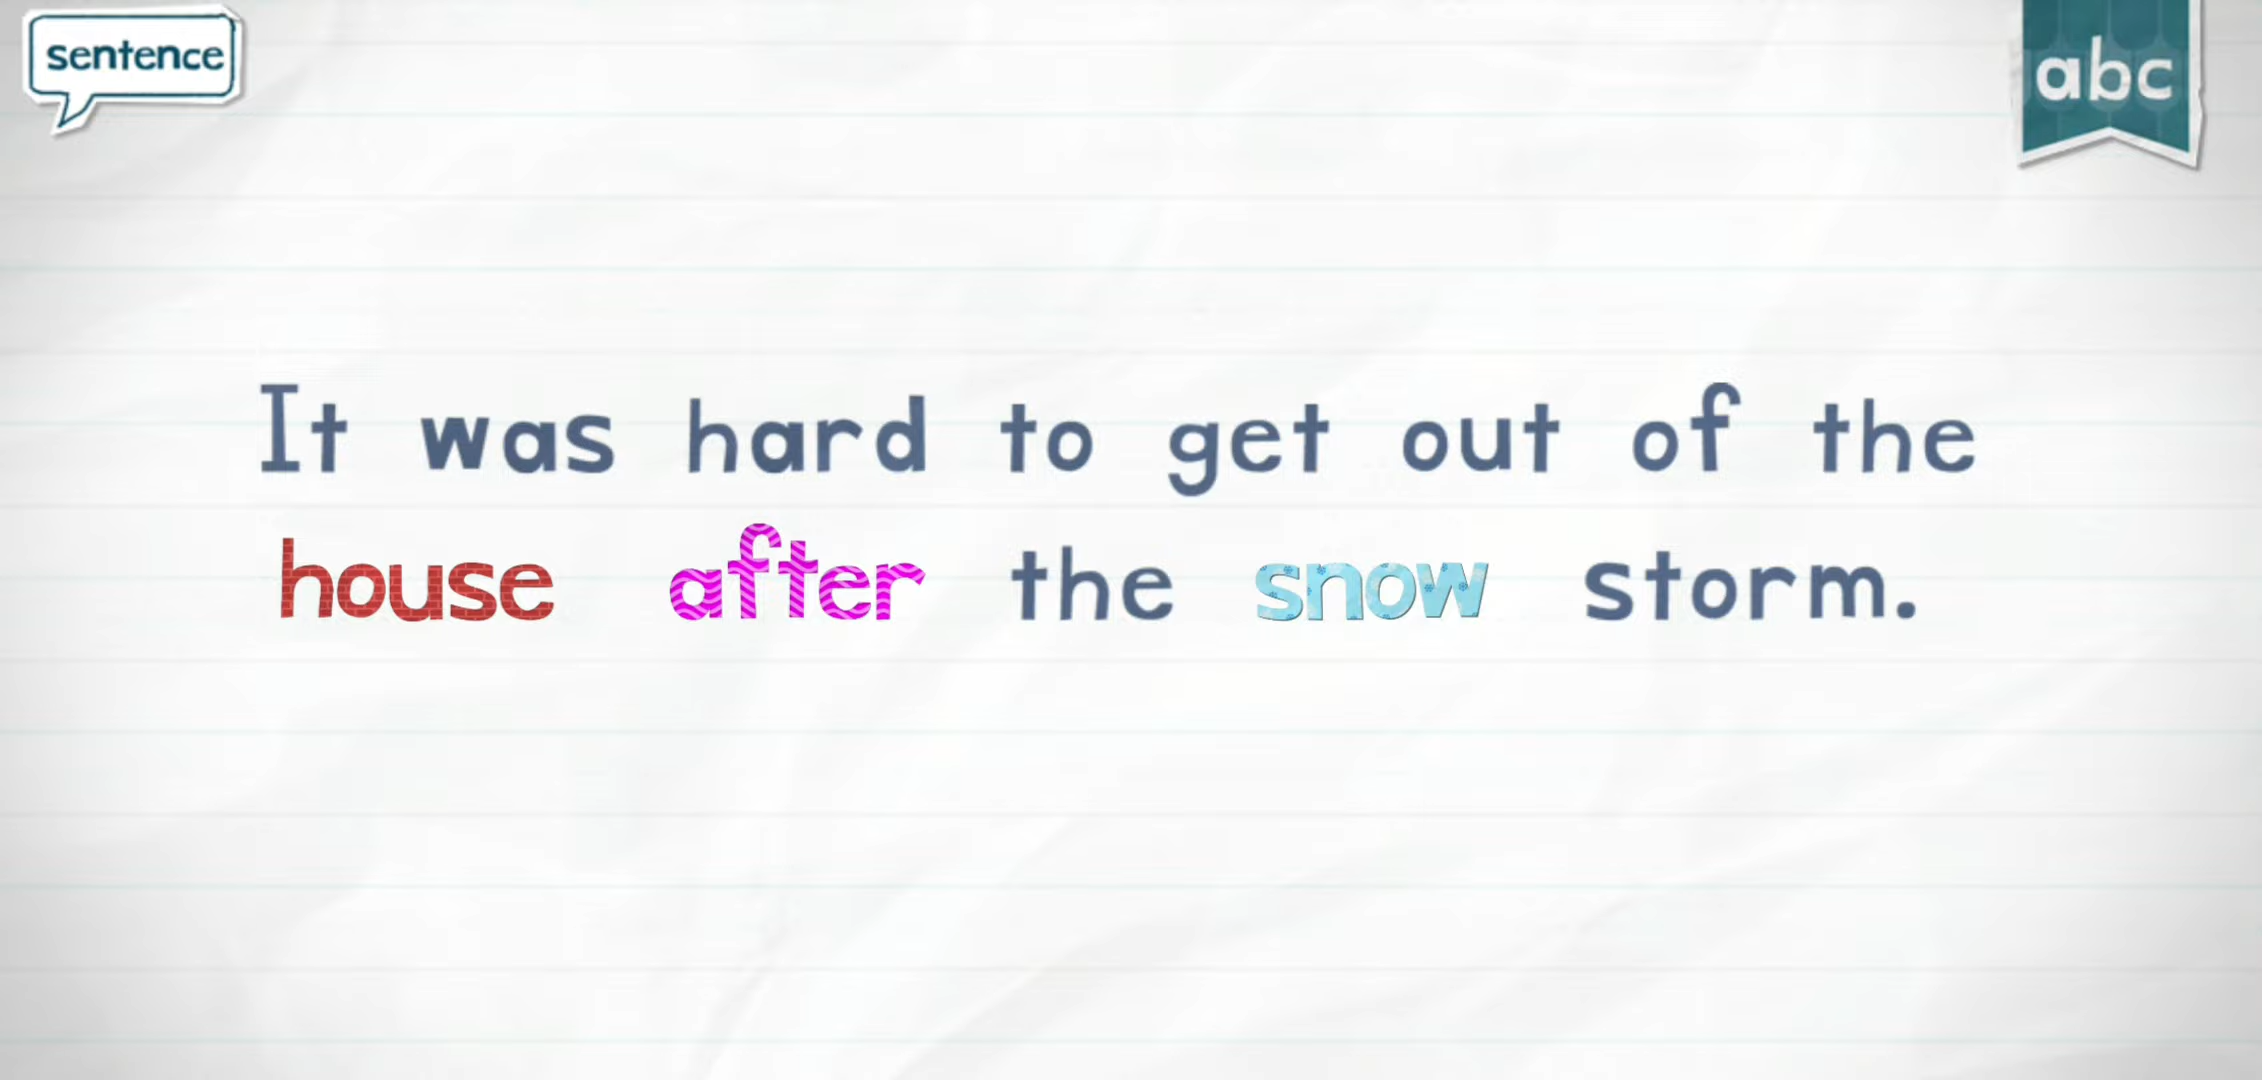 sentence
abc
It was hard to get out of the
house after the snow storm.